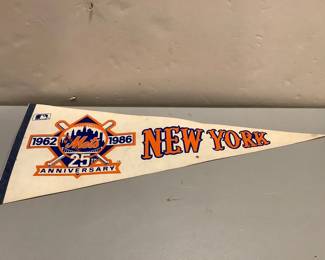 1962 Mets 1986
25th
ANNIVERSARY
NEW YORK